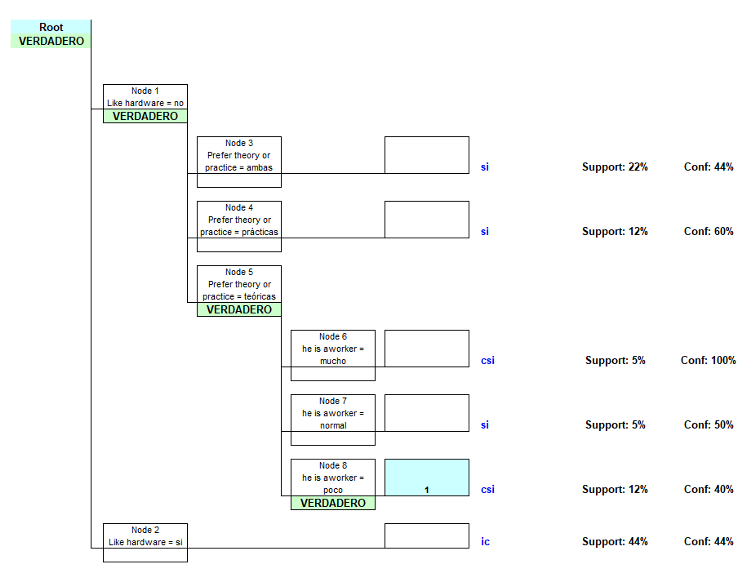 Root
VERDADERO
Node 1
Like hardware = no
VERDADERO
Node 3
Prefer theory or
practice = ambas
si Support: 22% Conf: 44%
Node 4
Prefer theory or
practice = prácticas
si Support: 12% Conf: 60%
Node 5
Prefer theory or
practice = teóricas
VERDADERO
Node 6
he is aworker =
mucho
csi Support: 5% Conf: 100%
Node 7
he is aworker =
normal
si Support: 5% Conf: 50%
Node 8
he is aworker =
poco
1 csi Support: 12% Conf: 40%
VERDADERO
Node 2
Like hardware = si
ic Support: 44% Conf: 44%